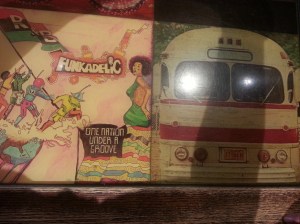 R&B
FUNKADELIC
ONE NATION
UNDER A
GROOVE